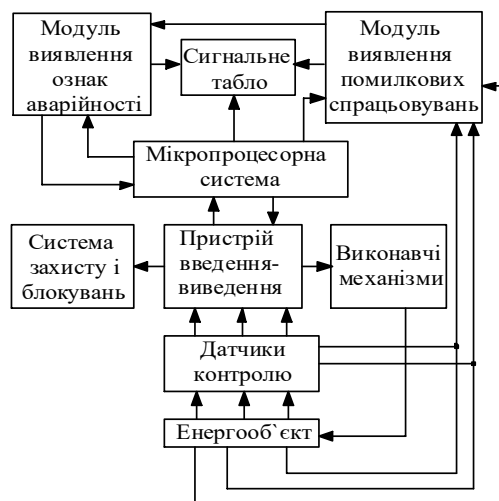 Модуль
виявлення
ознак
аварійності
Сигнальне
табло
Модуль
виявлення
помилкових
спрацьовувань
Мікропроцесорна
система
Система
захисту і
блокувань
Пристрій
введення-
виведення
Виконавчі
механізми
Датчики
контролю
Енергооб`єкт